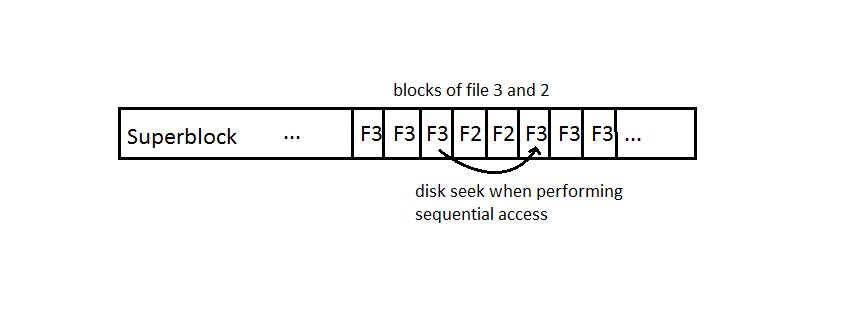 blocks of file 3 and 2
Superblock ... F3 F3 F3 F2 F2 F3 F3 F3 ...
disk seek when performing
sequential access